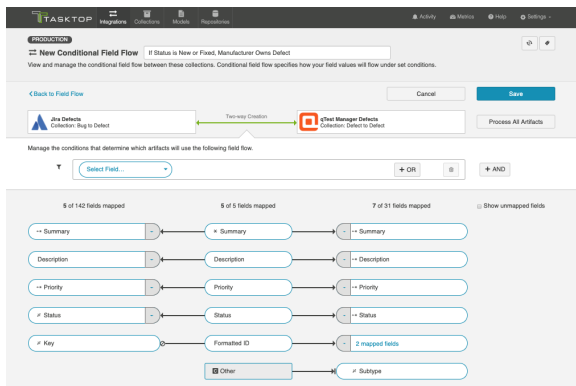 TASKTOP
Integrations
Collections
Models
Repositories
Activity
Metrics
Help
Settings
PRODUCTION
New Conditional Field Flow
If Status is New or Fixed, Manufacturer Owns Defect
View and manage the conditional field flow between these collections. Conditional field flow specifies how your field values will flow under set conditions.
Back to Field Flow
Cancel
Save
Jira Defects
Collection: Bug to Defect
Two-way Creation
qTest Manager Defects
Collection: Defect to Defect
Process All Artifacts
Manage the conditions that determine which artifacts will use the following field flow.
Select Field...
+ OR
+ AND
5 of 142 fields mapped
5 of 5 fields mapped
7 of 31 fields mapped
Show unmapped fields
Summary
Summary
Summary
Description
Description
Description
Priority
Priority
Priority
Status
Status
Status
Key
Formatted ID
2 mapped fields
Other
Subtype